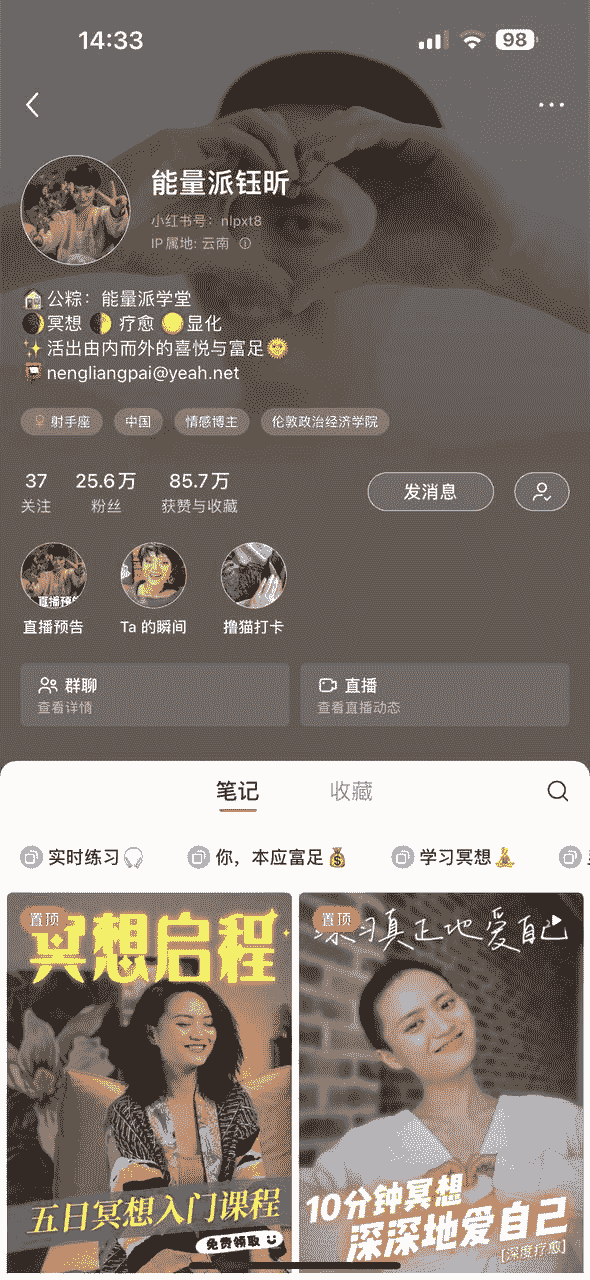 14:33
98
能量派钰昕
小红书号：nlpxt8
IP属地: 云南
公粽：能量派学堂
冥想 疗愈 显化
活出由内而外的喜悦与富足
nengliangpai@yeah.net
射手座 中国 情感博主 伦敦政治经济学院
37 25.6万 85.7万
关注 粉丝 获赞与收藏
发消息
直播预告
直播预告 Ta 的瞬间 撸猫打卡
群聊 直播
查看详情 查看直播动态
笔记 收藏
实时练习 你，本应富足 学习冥想
置顶
冥想启程
五日冥想入门课程
免费领取
置顶
练习真正地爱自己
10分钟冥想
深深地爱自己
[深度疗愈]